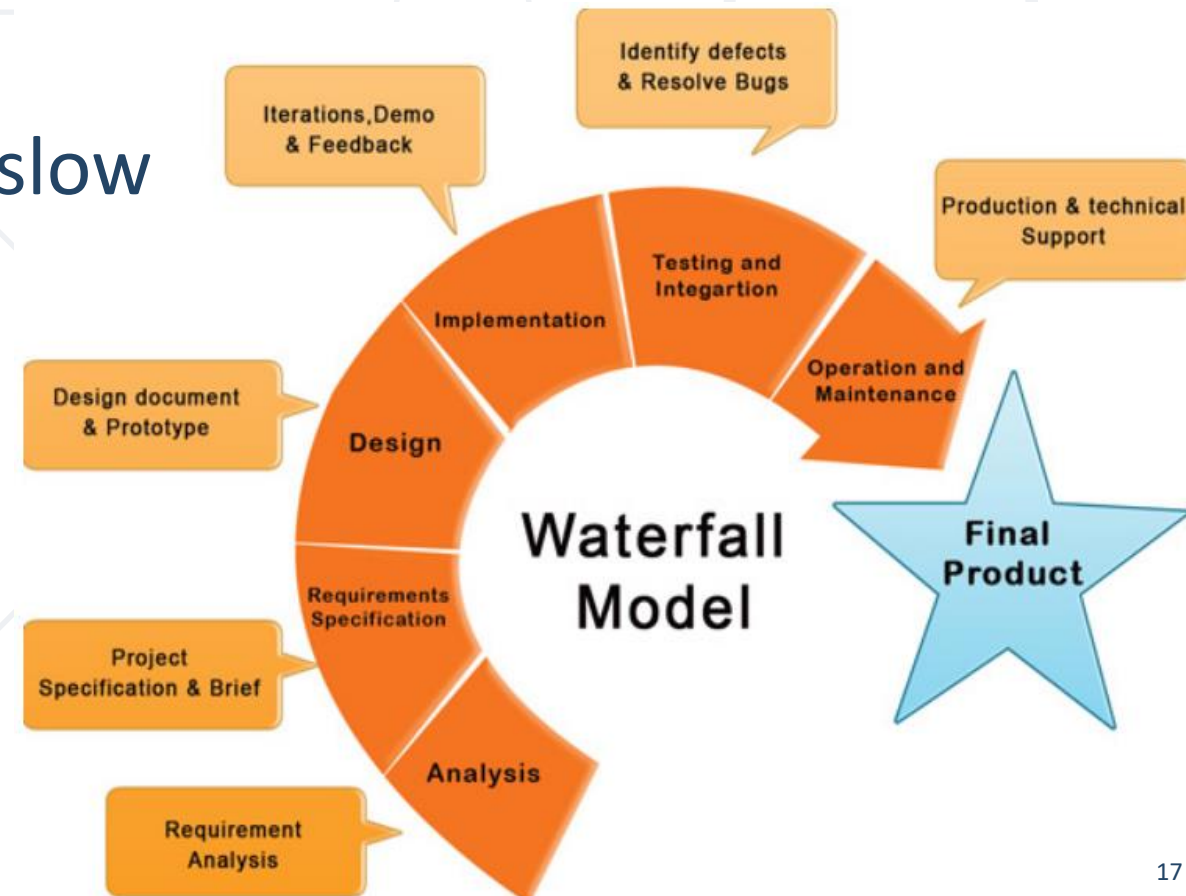 slow
Identify defects
& Resolve Bugs
Iterations,Demo
& Feedback
Production & technical
Support
Testing and
Integartion
Implementation
Operation and
Maintenance
Design document
& Prototype
Design
Waterfall
Model
Final
Product
Requirements
Specification
Project
Specification & Brief
Analysis
Requirement
Analysis
17